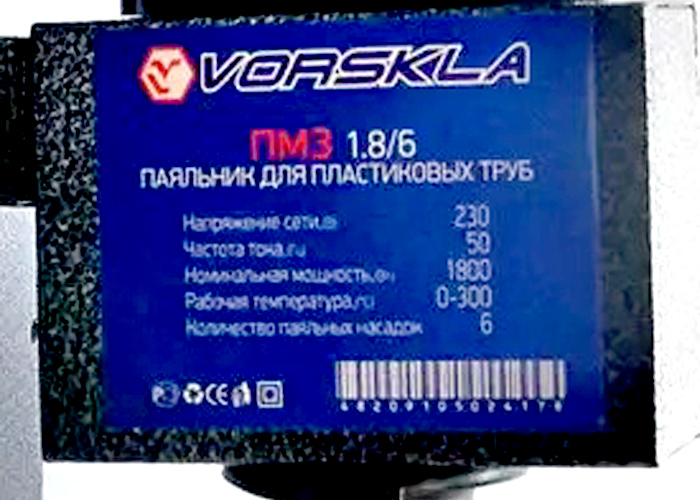 VORSKLA
ПМЗ 1.8/6
ПАЯЛЬНИК ДЛЯ ПЛАСТИКОВЫХ ТРУБ
Напряжение сети, 230
Частота тока, 50
Номинальная мощность, 1800
Рабочая температура, 0-300
Количество паяльных насадок 6
CE